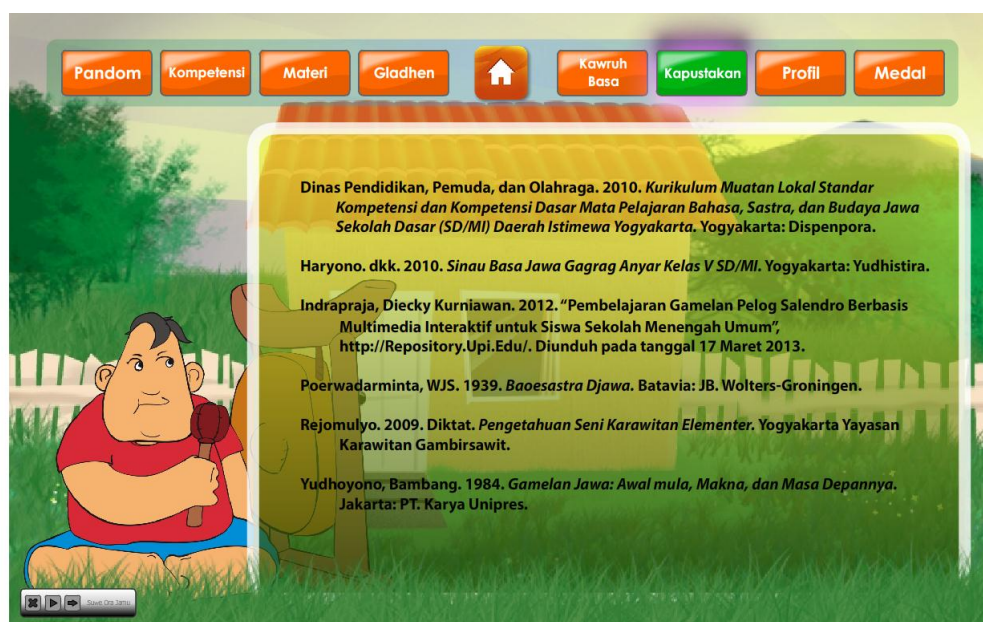 Pandom
Kompetensi
Materi
Gladhen
Kawruh
Basa
Kapustakan
Profil
Medal
Dinas Pendidikan, Pemuda, dan Olahraga. 2010. Kurikulum Muatan Lokal Standar
Kompetensi dan Kompetensi Dasar Mata Pelajaran Bahasa, Sastra, dan Budaya Jawa
Sekolah Dasar (SD/MI) Daerah Istimewa Yogyakarta. Yogyakarta: Dispenpora.
Haryono. dkk. 2010. Sinau Basa Jawa Gagrag Anyar Kelas V SD/MI. Yogyakarta: Yudhistira.
Indrapraja, Diecky Kurniawan. 2012. “Pembelajaran Gamelan Pelog Salendro Berbasis
Multimedia Interaktif untuk Siswa Sekolah Menengah Umum”,
http://Repository.Upi.Edu/. Diunduh pada tanggal 17 Maret 2013.
Poerwadarminta, WJS. 1939. Baoesastra Djawa. Batavia: JB. Wolters-Groningen.
Rejomulyo. 2009. Diktat. Pengetahuan Seni Karawitan Elementer. Yogyakarta Yayasan
Karawitan Gambirsawit.
Yudhoyono, Bambang. 1984. Gamelan Jawa: Awal mula, Makna, dan Masa Depannya.
Jakarta: PT. Karya Unipres.
Suwe Ora Jamu